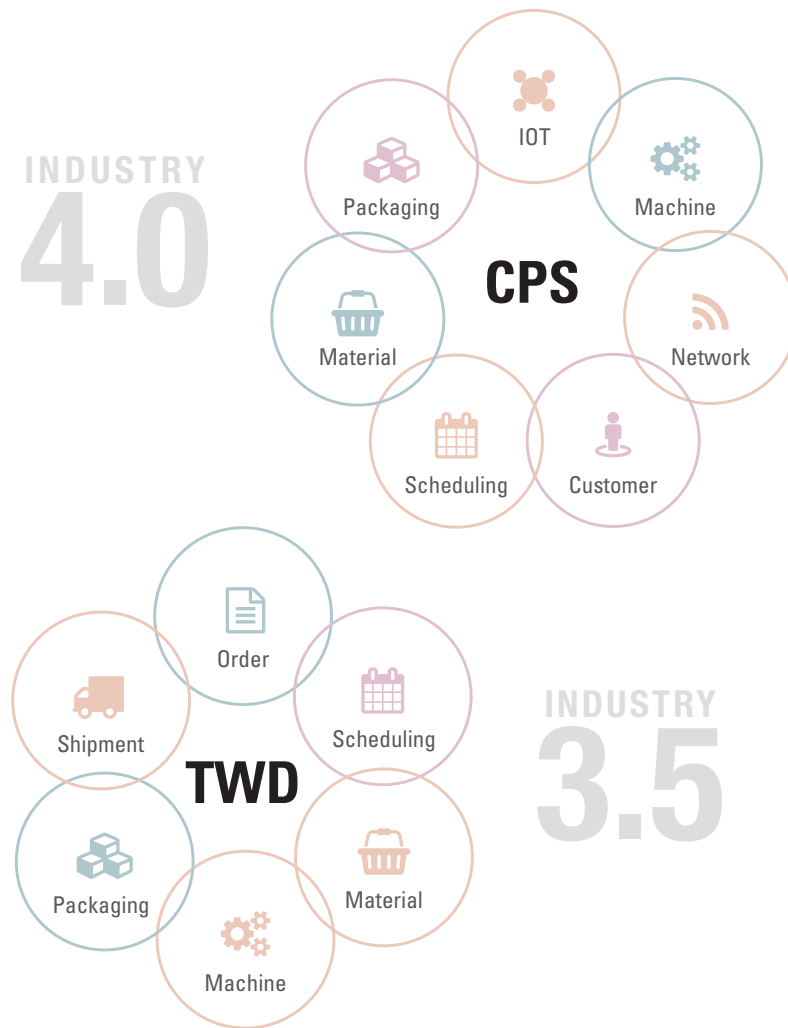 INDUSTRY
4.0
IOT
Packaging
Machine
CPS
Material
Network
Scheduling
Customer
Order
Shipment
Scheduling
TWD
INDUSTRY
3.5
Packaging
Material
Machine